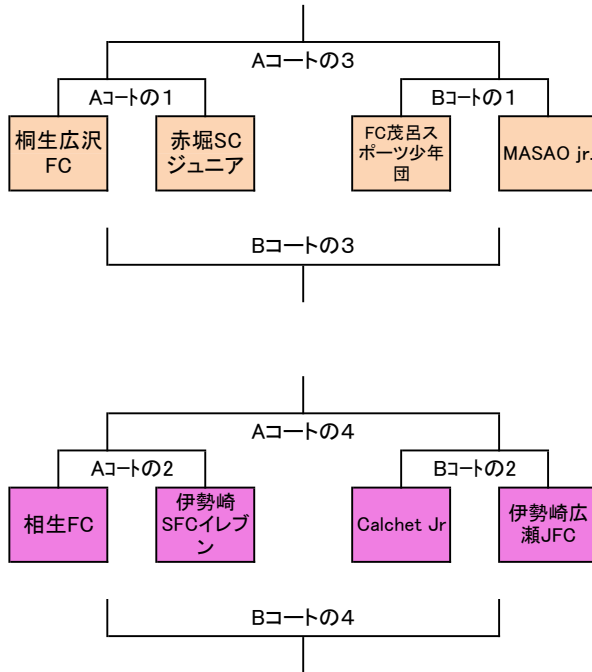 Aコートの3
Aコートの1
Bコートの1
桐生広沢
FC
赤堀SC
ジュニア
FC茂呂ス
ポーツ少年
団
MASAO jr.
Bコートの3
Aコートの4
Aコートの2
Bコートの2
相生FC
伊勢崎
SFCイレブ
ン
Calchet Jr
伊勢崎広
瀬JFC
Bコートの4